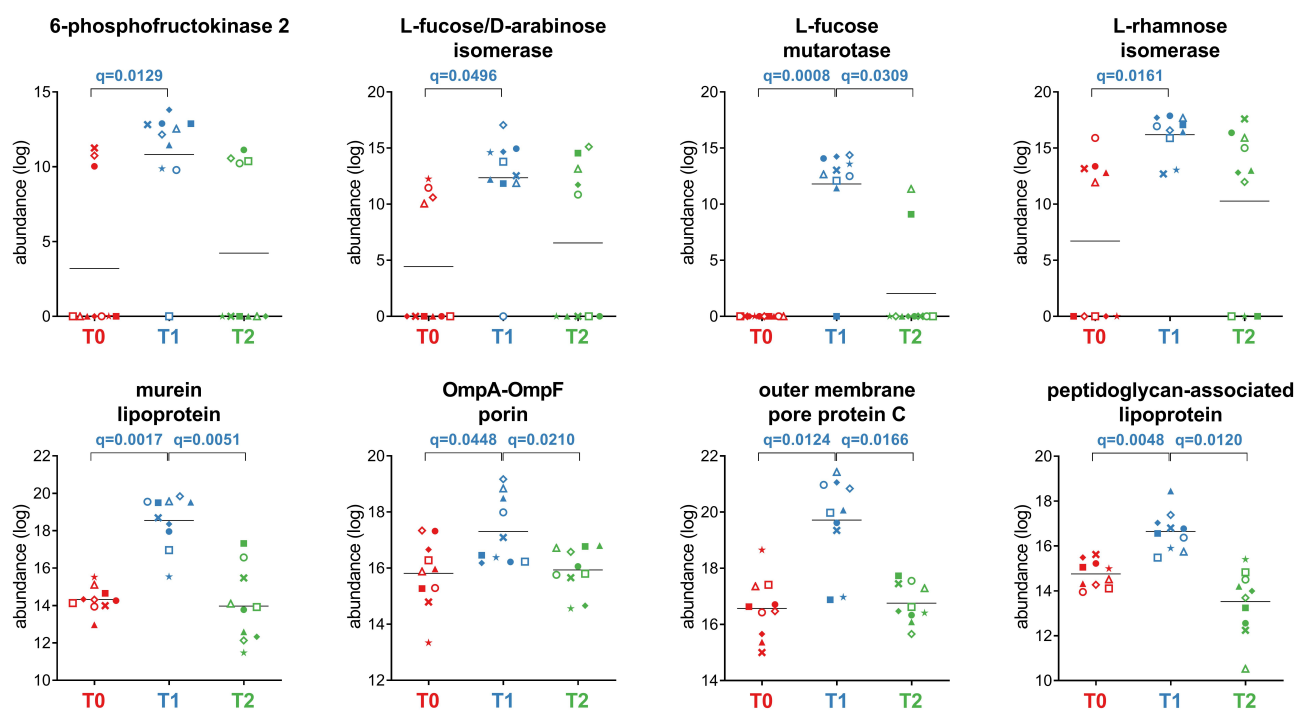 6-phosphofructokinase 2
q=0.0129
abundance (log)
15
10
5
0
T0 T1 T2
L-fucose/D-arabinose
isomerase
q=0.0496
abundance (log)
20
15
10
5
0
T0 T1 T2
L-fucose
mutarotase
q=0.0008 q=0.0309
abundance (log)
20
15
10
5
0
T0 T1 T2
L-rhamnose
isomerase
q=0.0161
abundance (log)
20
15
10
5
0
T0 T1 T2
murein
lipoprotein
q=0.0017 q=0.0051
abundance (log)
22
20
18
16
14
12
10
T0 T1 T2
OmpA-OmpF
porin
q=0.0448 q=0.0210
abundance (log)
20
18
16
14
12
T0 T1 T2
outer membrane
pore protein C
q=0.0124 q=0.0166
abundance (log)
22
20
18
16
14
T0 T1 T2
peptidoglycan-associated
lipoprotein
q=0.0048 q=0.0120
abundance (log)
20
18
16
14
12
10
T0 T1 T2